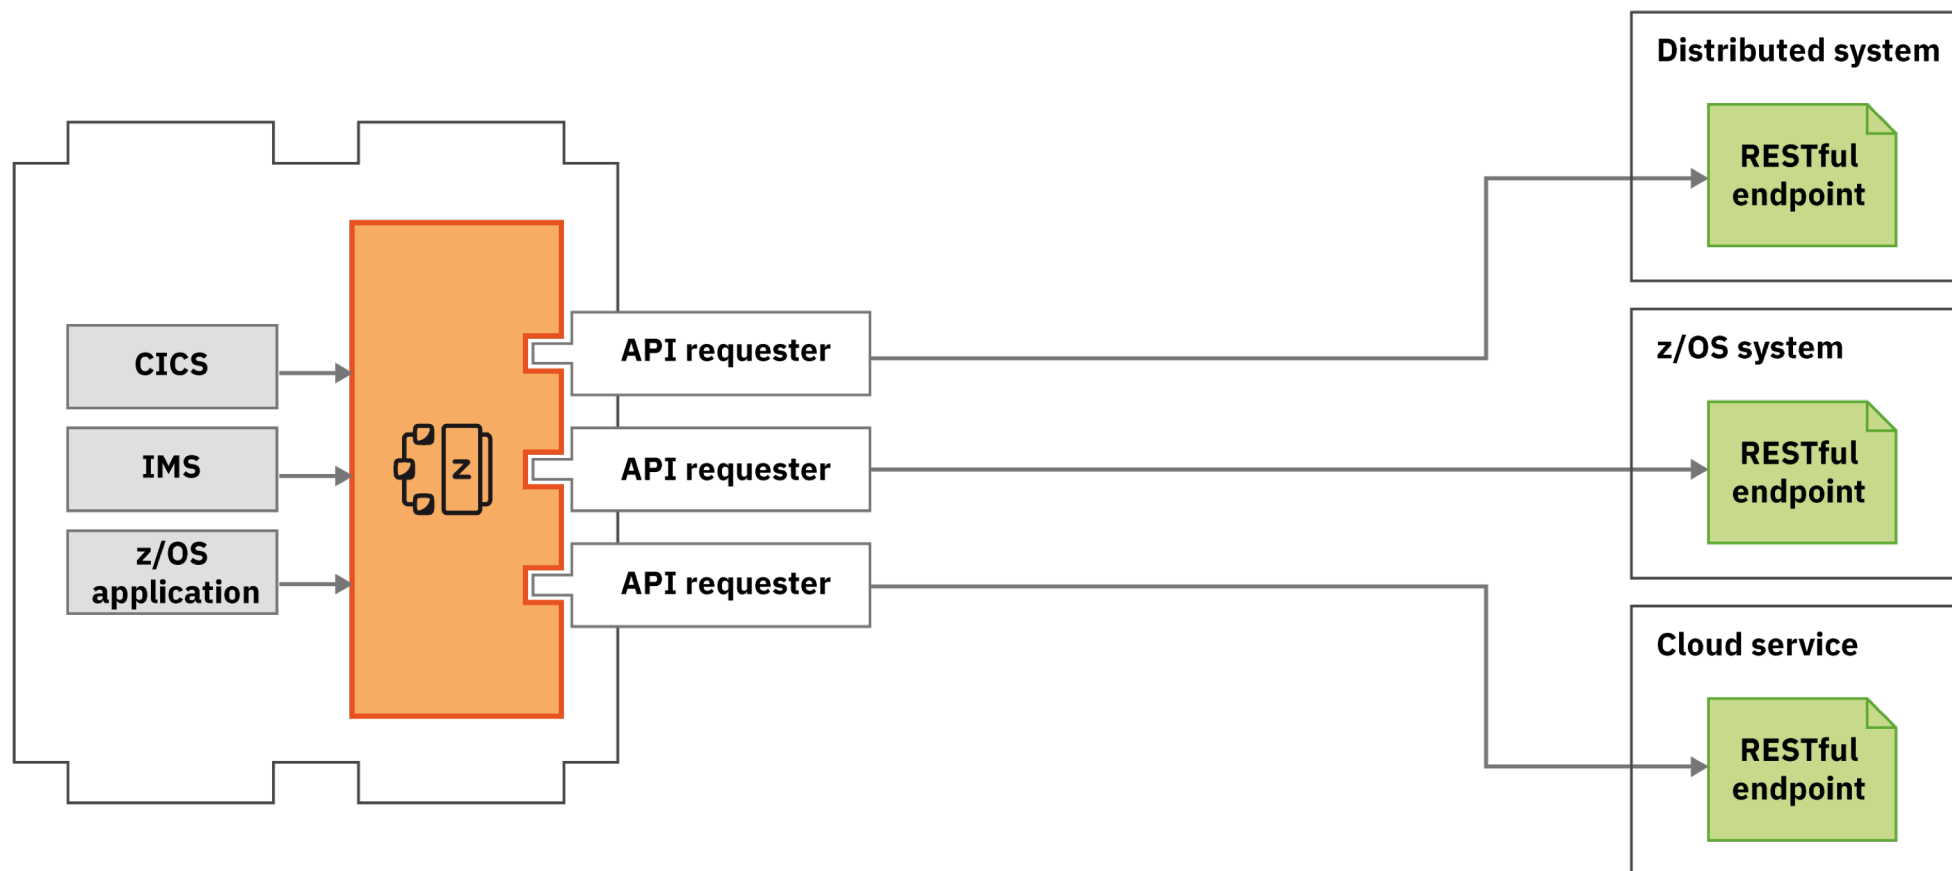 Distributed system
RESTful
endpoint
CICS
IMS
z/OS
application
Z
API requester
API requester
API requester
z/OS system
RESTful
endpoint
Cloud service
RESTful
endpoint